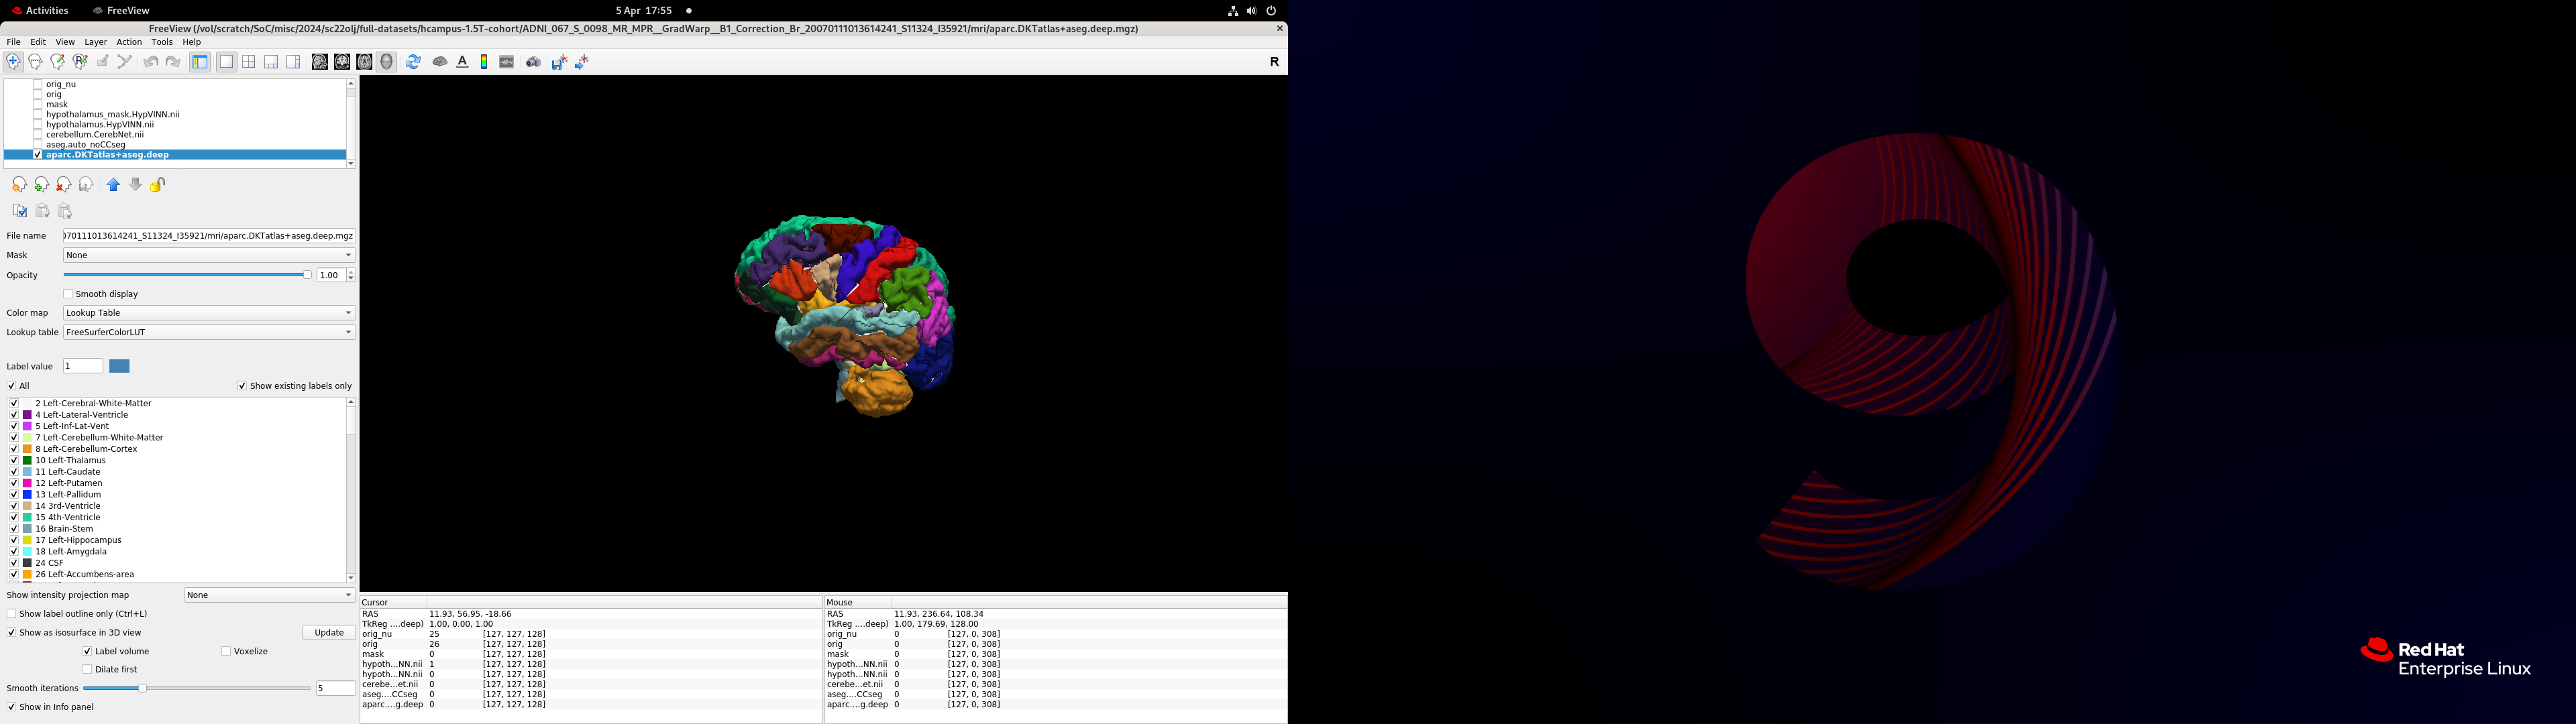 Activities FreeView 5 Apr 17:55
FreeView (/vol/scratch/SoC/misc/2024/sc22olj/full-datasets/hcampus-1.5T-cohort/ADNI_067_S_0098_MR_MPR__GradWarp__B1_Correction_Br_20070111013614241_S11324_I35921/mri/aparc.DKTatlas+aseg.deep.mgz)
File Edit View Layer Action Tools Help
R
orig_nu
orig
mask
hypothalamus_mask.HypVINN.nii
hypothalamus.HypVINN.nii
cerebellum.CerebNet.nii
aseg.auto_noCCseg
aparc.DKTatlas+aseg.deep
File name 070111013614241_S11324_I35921/mri/aparc.DKTatlas+aseg.deep.mgz
Mask None
Opacity 1.00
Smooth display
Color map Lookup Table
Lookup table FreeSurferColorLUT
Label value 1
All Show existing labels only
2 Left-Cerebral-White-Matter
4 Left-Lateral-Ventricle
5 Left-Inf-Lat-Vent
7 Left-Cerebellum-White-Matter
8 Left-Cerebellum-Cortex
10 Left-Thalamus
11 Left-Caudate
12 Left-Putamen
13 Left-Pallidum
14 3rd-Ventricle
15 4th-Ventricle
16 Brain-Stem
17 Left-Hippocampus
18 Left-Amygdala
24 CSF
26 Left-Accumbens-area
Show intensity projection map None
Show label outline only (Ctrl+L)
Show as isosurface in 3D view Update
Label volume Voxelize
Dilate first
Smooth iterations 5
Show in Info panel
Cursor
RAS 11.93, 56.95, -18.66
TkReg ....deep) 1.00, 0.00, 1.00
orig_nu 25 [127, 127, 128]
orig 26 [127, 127, 128]
mask 0 [127, 127, 128]
hypoth...NN.nii 1 [127, 127, 128]
hypoth...NN.nii 0 [127, 127, 128]
cerebe...et.nii 0 [127, 127, 128]
aseg....CCseg 0 [127, 127, 128]
aparc....g.deep 0 [127, 127, 128]
Mouse
RAS 11.93, 236.64, 108.34
TkReg ....deep) 1.00, 179.69, 128.00
orig_nu 0 [127, 0, 308]
orig 0 [127, 0, 308]
mask 0 [127, 0, 308]
hypoth...NN.nii 0 [127, 0, 308]
hypoth...NN.nii 0 [127, 0, 308]
cerebe...et.nii 0 [127, 0, 308]
aseg....CCseg 0 [127, 0, 308]
aparc....g.deep 0 [127, 0, 308]
9
Red Hat
Enterprise Linux